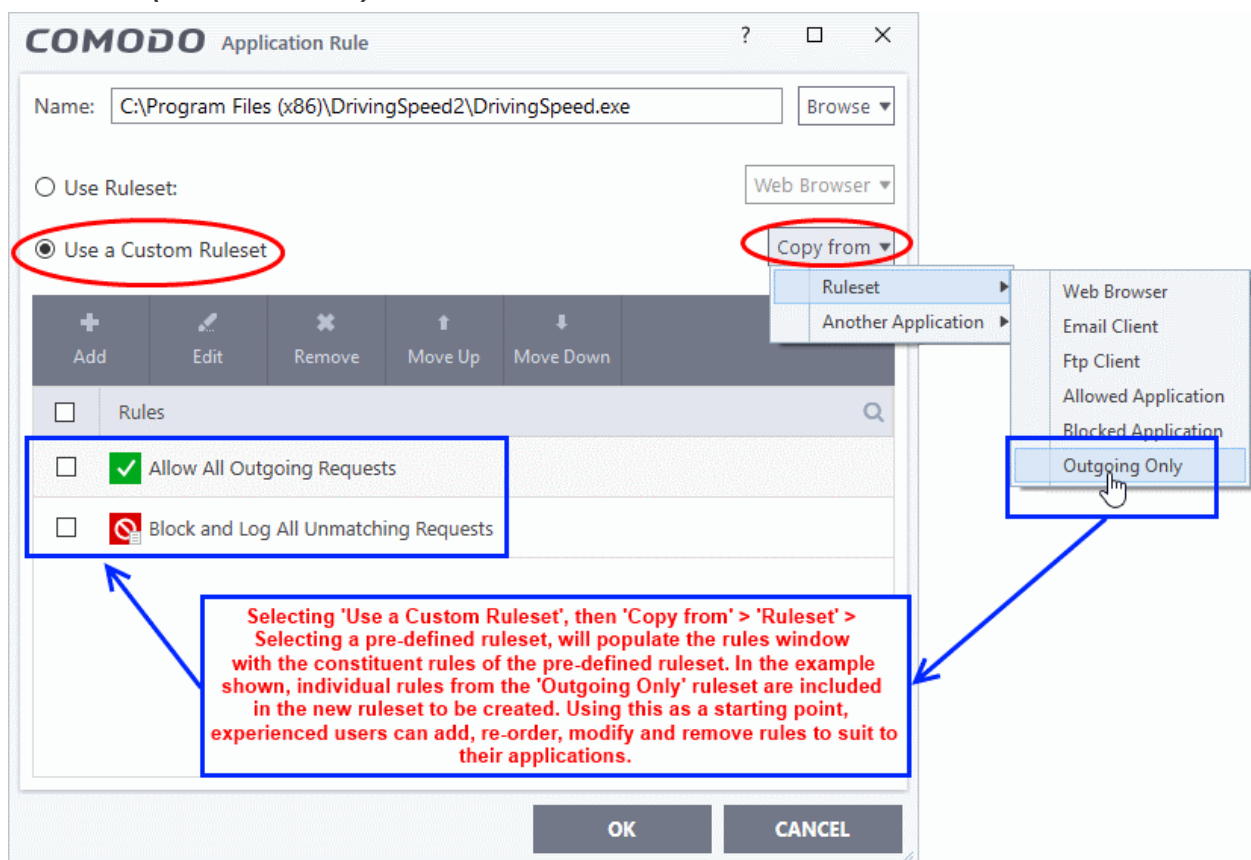 COMODO Application Rule ?
Name: C:\Program Files (x86)\DrivingSpeed2\DrivingSpeed.exe Browse
Use Ruleset: Web Browser
Use a Custom Ruleset Copy from
Ruleset
Another Application
Web Browser
Email Client
Ftp Client
Allowed Application
Blocked Application
Outgoing Only
Add Edit Remove Move Up Move Down
Rules
Allow All Outgoing Requests
Block and Log All Unmatching Requests
Selecting 'Use a Custom Ruleset', then 'Copy from' > 'Ruleset' >
Selecting a pre-defined ruleset, will populate the rules window
with the constituent rules of the pre-defined ruleset. In the example
shown, individual rules from the 'Outgoing Only' ruleset are included
in the new ruleset to be created. Using this as a starting point,
experienced users can add, re-order, modify and remove rules to suit to
their applications.
OK CANCEL